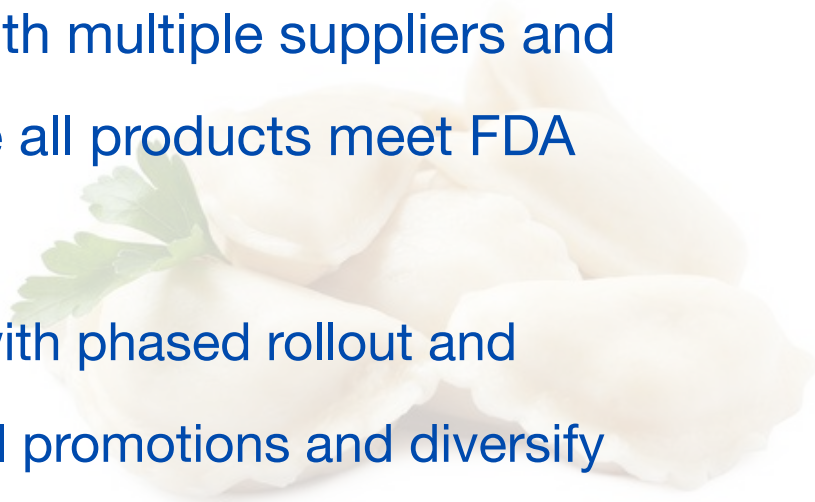 th multiple suppliers and
all products meet FDA
ith phased rollout and
promotions and diversify